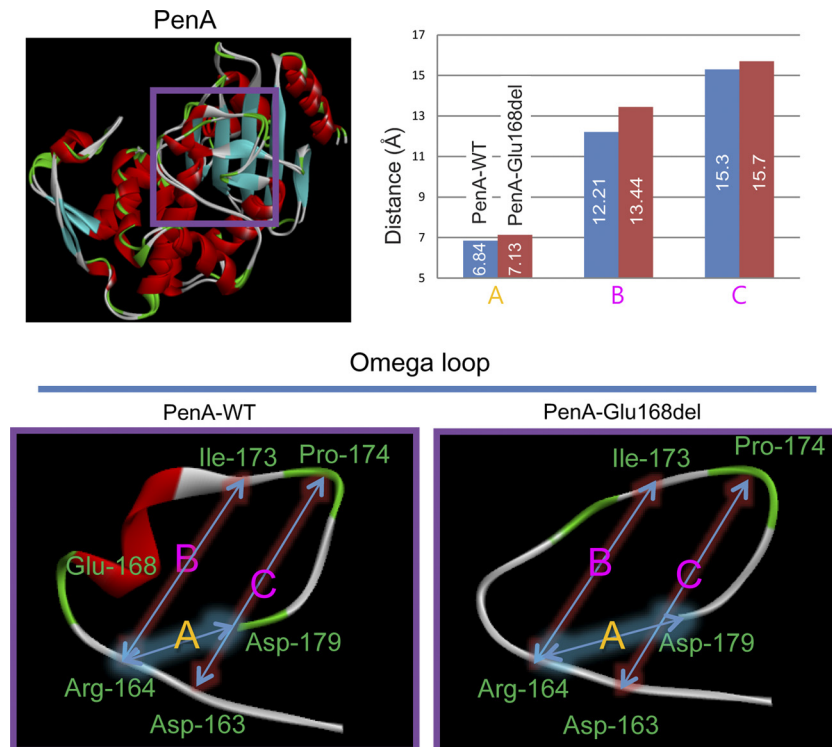 PenA
17
15
13
11
9
7
5
Distance (Å)
PenA-WT
PenA-Glu168del
6.84
7.13
12.21
13.44
15.3
15.7
A
B
C
Omega loop
PenA-WT
PenA-Glu168del
Ile-173
Pro-174
Glu-168
B
C
A
Arg-164
Asp-179
Asp-163
Ile-173
Pro-174
B
C
A
Arg-164
Asp-179
Asp-163